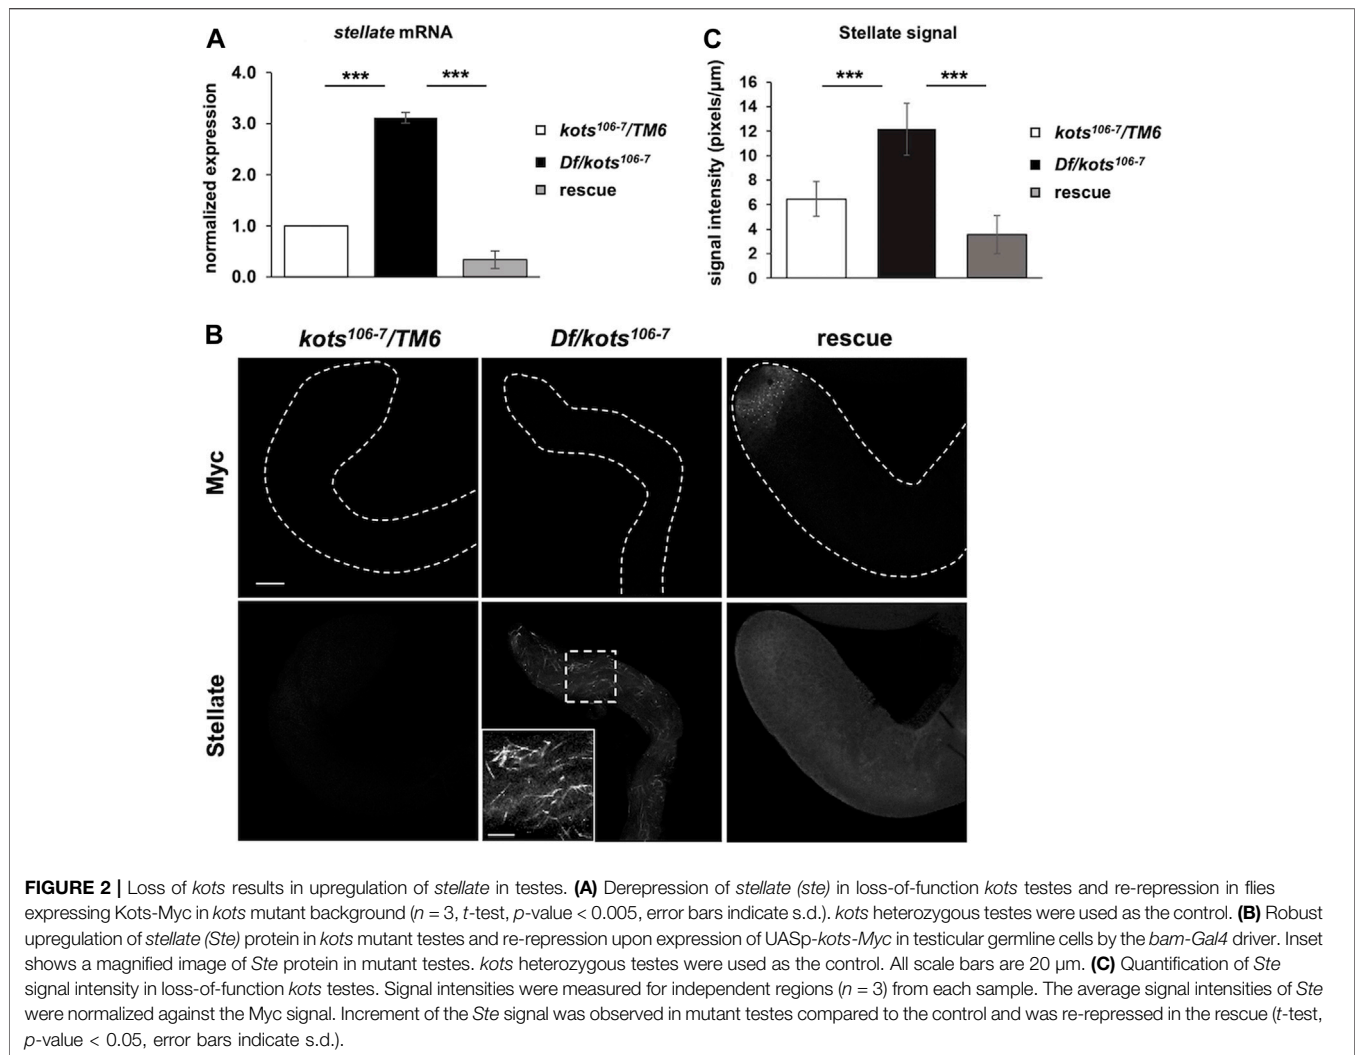 A
stellate mRNA
normalized expression
4.0
3.0
2.0
1.0
0.0
***
***
kots106-7/TM6
Df/kots106-7
rescue
C
Stellate signal
signal intensity (pixels/µm)
16
14
12
10
8
6
4
2
0
***
***
kots106-7/TM6
Df/kots106-7
rescue
B
kots106-7/TM6
Df/kots106-7
rescue
Myc
Stellate
FIGURE 2 | Loss of kots results in upregulation of stellate in testes. (A) Derepression of stellate (ste) in loss-of-function kots testes and re-repression in flies
expressing Kots-Myc in kots mutant background (n = 3, t-test, p-value < 0.005, error bars indicate s.d.). kots heterozygous testes were used as the control. (B) Robust
upregulation of stellate (Ste) protein in kots mutant testes and re-repression upon expression of UASp-kots-Myc in testicular germline cells by the bam-Gal4 driver. Inset
shows a magnified image of Ste protein in mutant testes. kots heterozygous testes were used as the control. All scale bars are 20 µm. (C) Quantification of Ste
signal intensity in loss-of-function kots testes. Signal intensities were measured for independent regions (n = 3) from each sample. The average signal intensities of Ste
were normalized against the Myc signal. Increment of the Ste signal was observed in mutant testes compared to the control and was re-repressed in the rescue (t-test,
p-value < 0.05, error bars indicate s.d.).